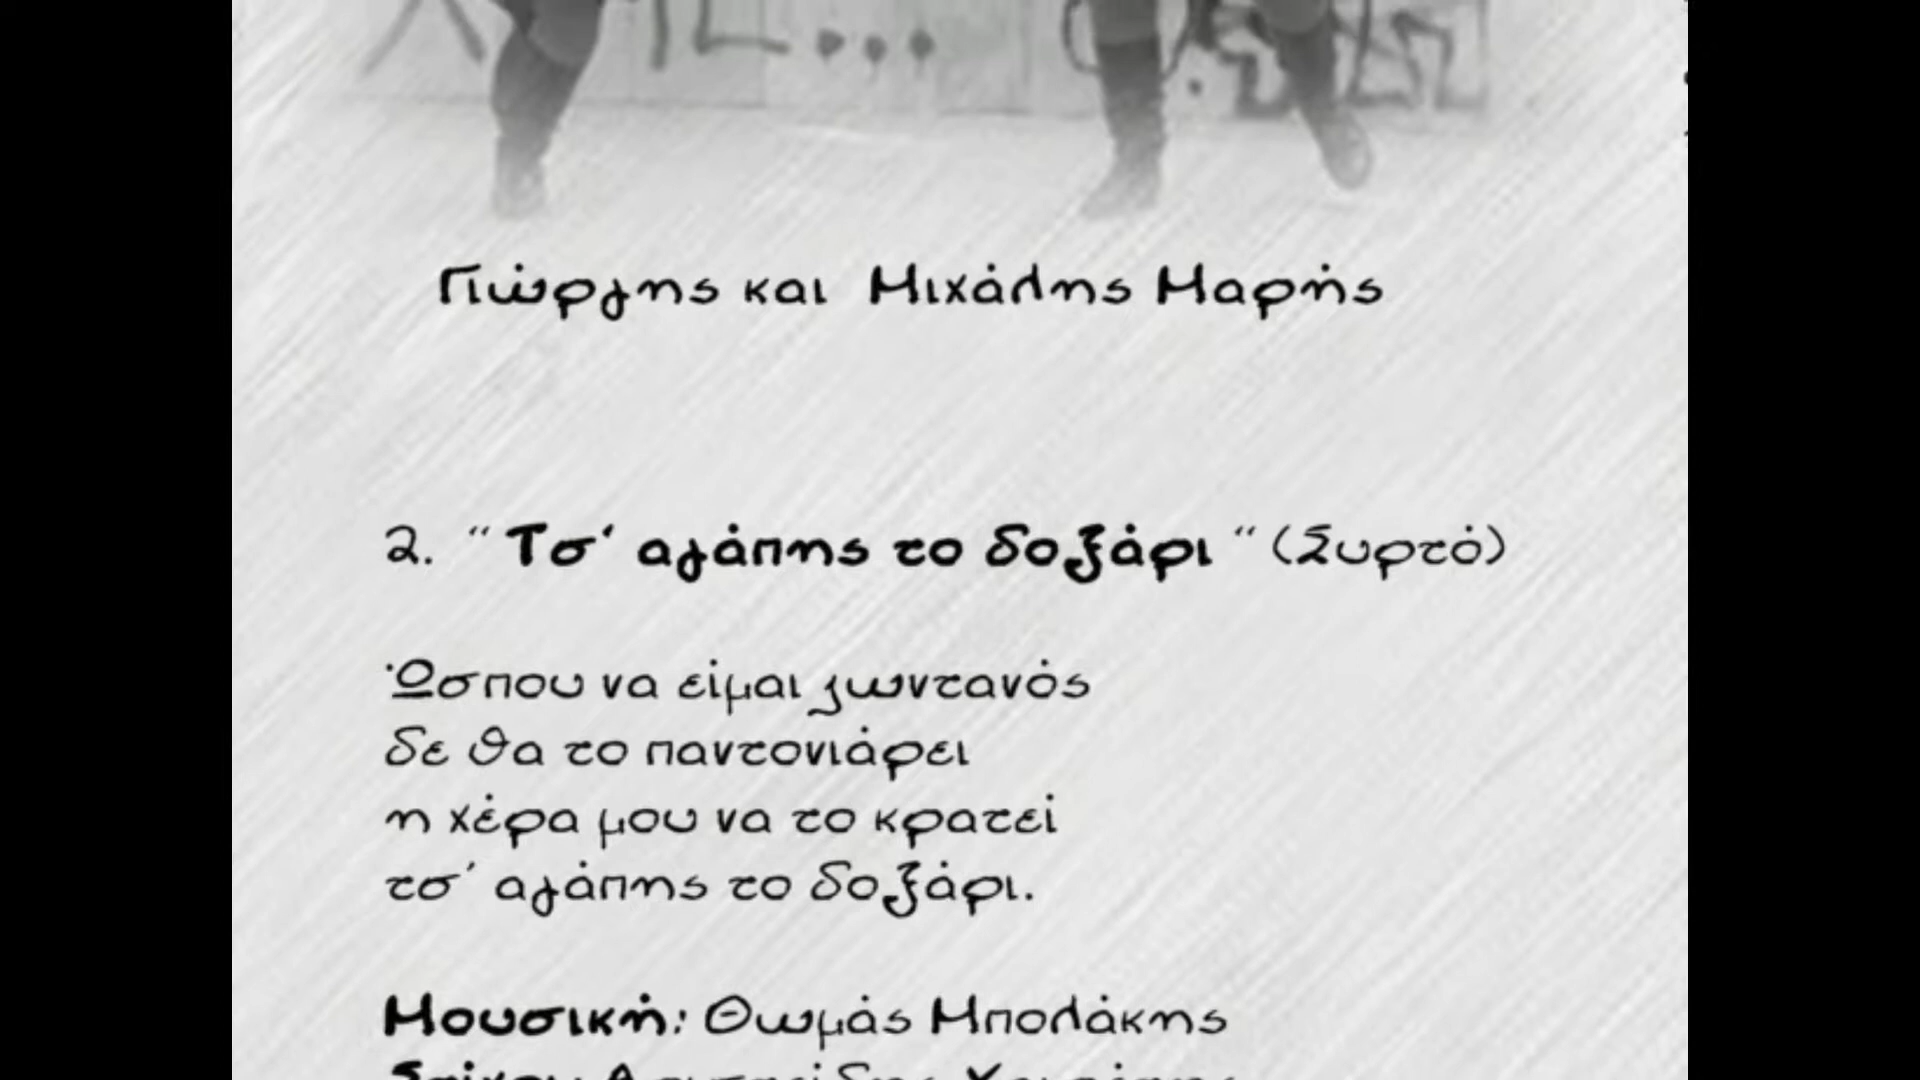 Γιώργης και Μιχάλης Μαρής
2. "Τσ' αγάπης το δοξάρι" (Συρτό)
Ώσπου να είμαι ζωντανός
δε θα το παντονιάρει
η χέρα μου να το κρατεί
τσ' αγάπης το δοξάρι.
Μουσική: Θωμάς Μπολάκης